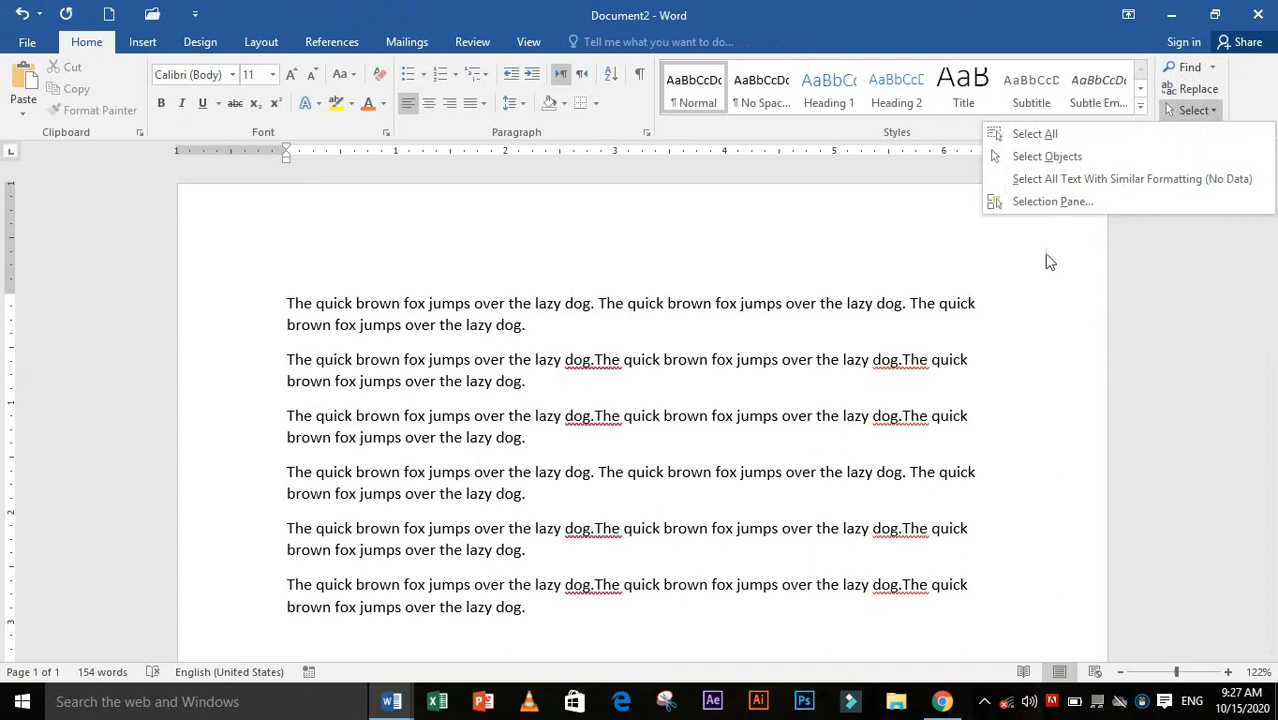 Document2 - Word
File Home Insert Design Layout References Mailings Review View Tell me what you want to do... Sign in Share
Paste
Cut
Copy
Format Painter
Clipboard
Calibri (Body) 11
Font
Paragraph
AaBbCcDc AaBbCcDc AaBbCc AaBbCcD AaB AaBbCcD AaBbCcD
¶ Normal ¶ No Spac... Heading 1 Heading 2 Title Subtitle Subtle Em...
Styles
Find
Replace
Select
Select All
Select Objects
Select All Text With Similar Formatting (No Data)
Selection Pane...
1 1 2 3 4 5 6
The quick brown fox jumps over the lazy dog. The quick brown fox jumps over the lazy dog. The quick
brown fox jumps over the lazy dog.
The quick brown fox jumps over the lazy dog.The quick brown fox jumps over the lazy dog.The quick
brown fox jumps over the lazy dog.
The quick brown fox jumps over the lazy dog.The quick brown fox jumps over the lazy dog.The quick
brown fox jumps over the lazy dog.
The quick brown fox jumps over the lazy dog. The quick brown fox jumps over the lazy dog. The quick
brown fox jumps over the lazy dog.
The quick brown fox jumps over the lazy dog.The quick brown fox jumps over the lazy dog.The quick
brown fox jumps over the lazy dog.
The quick brown fox jumps over the lazy dog.The quick brown fox jumps over the lazy dog.The quick
brown fox jumps over the lazy dog.
Page 1 of 1 154 words English (United States) 122%
Search the web and Windows
ENG
9:27 AM
10/15/2020